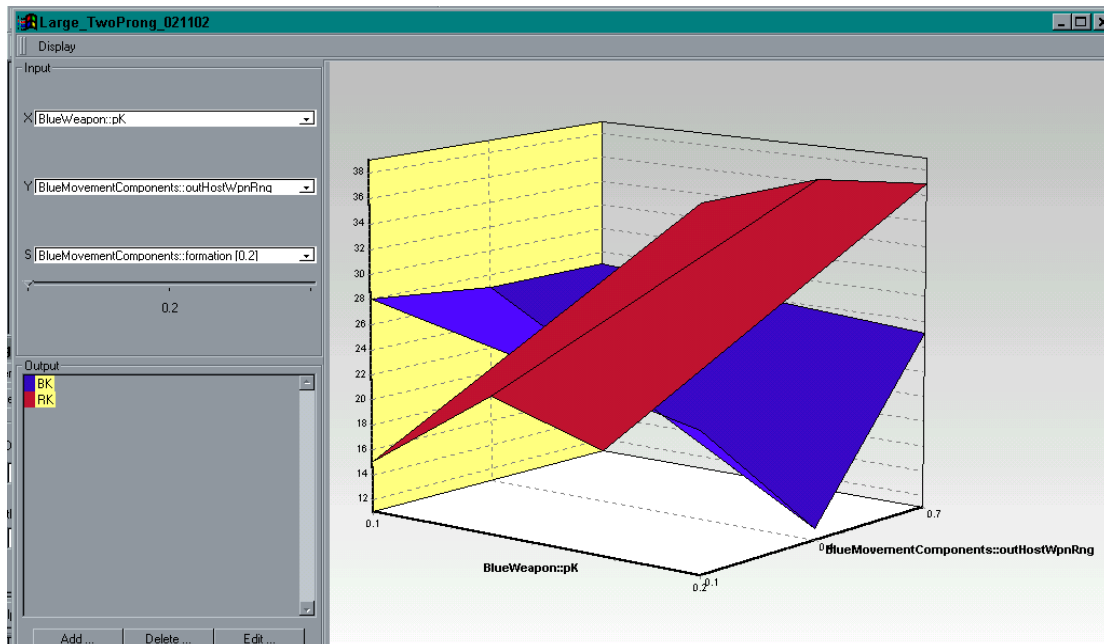 Large_TwoProng_021102
Display
Input
X BlueWeapon::pK
Y BlueMovementComponents::outHostWpnRng
S BlueMovementComponents::formation [0.2]
0.2
Output
BK
RK
Add ...
Delete ...
Edit ...
38
36
34
32
30
28
26
24
22
20
18
16
14
12
0.1
BlueWeapon::pK
0.2
0.1
BlueMovementComponents::outHostWpnRng
0.7